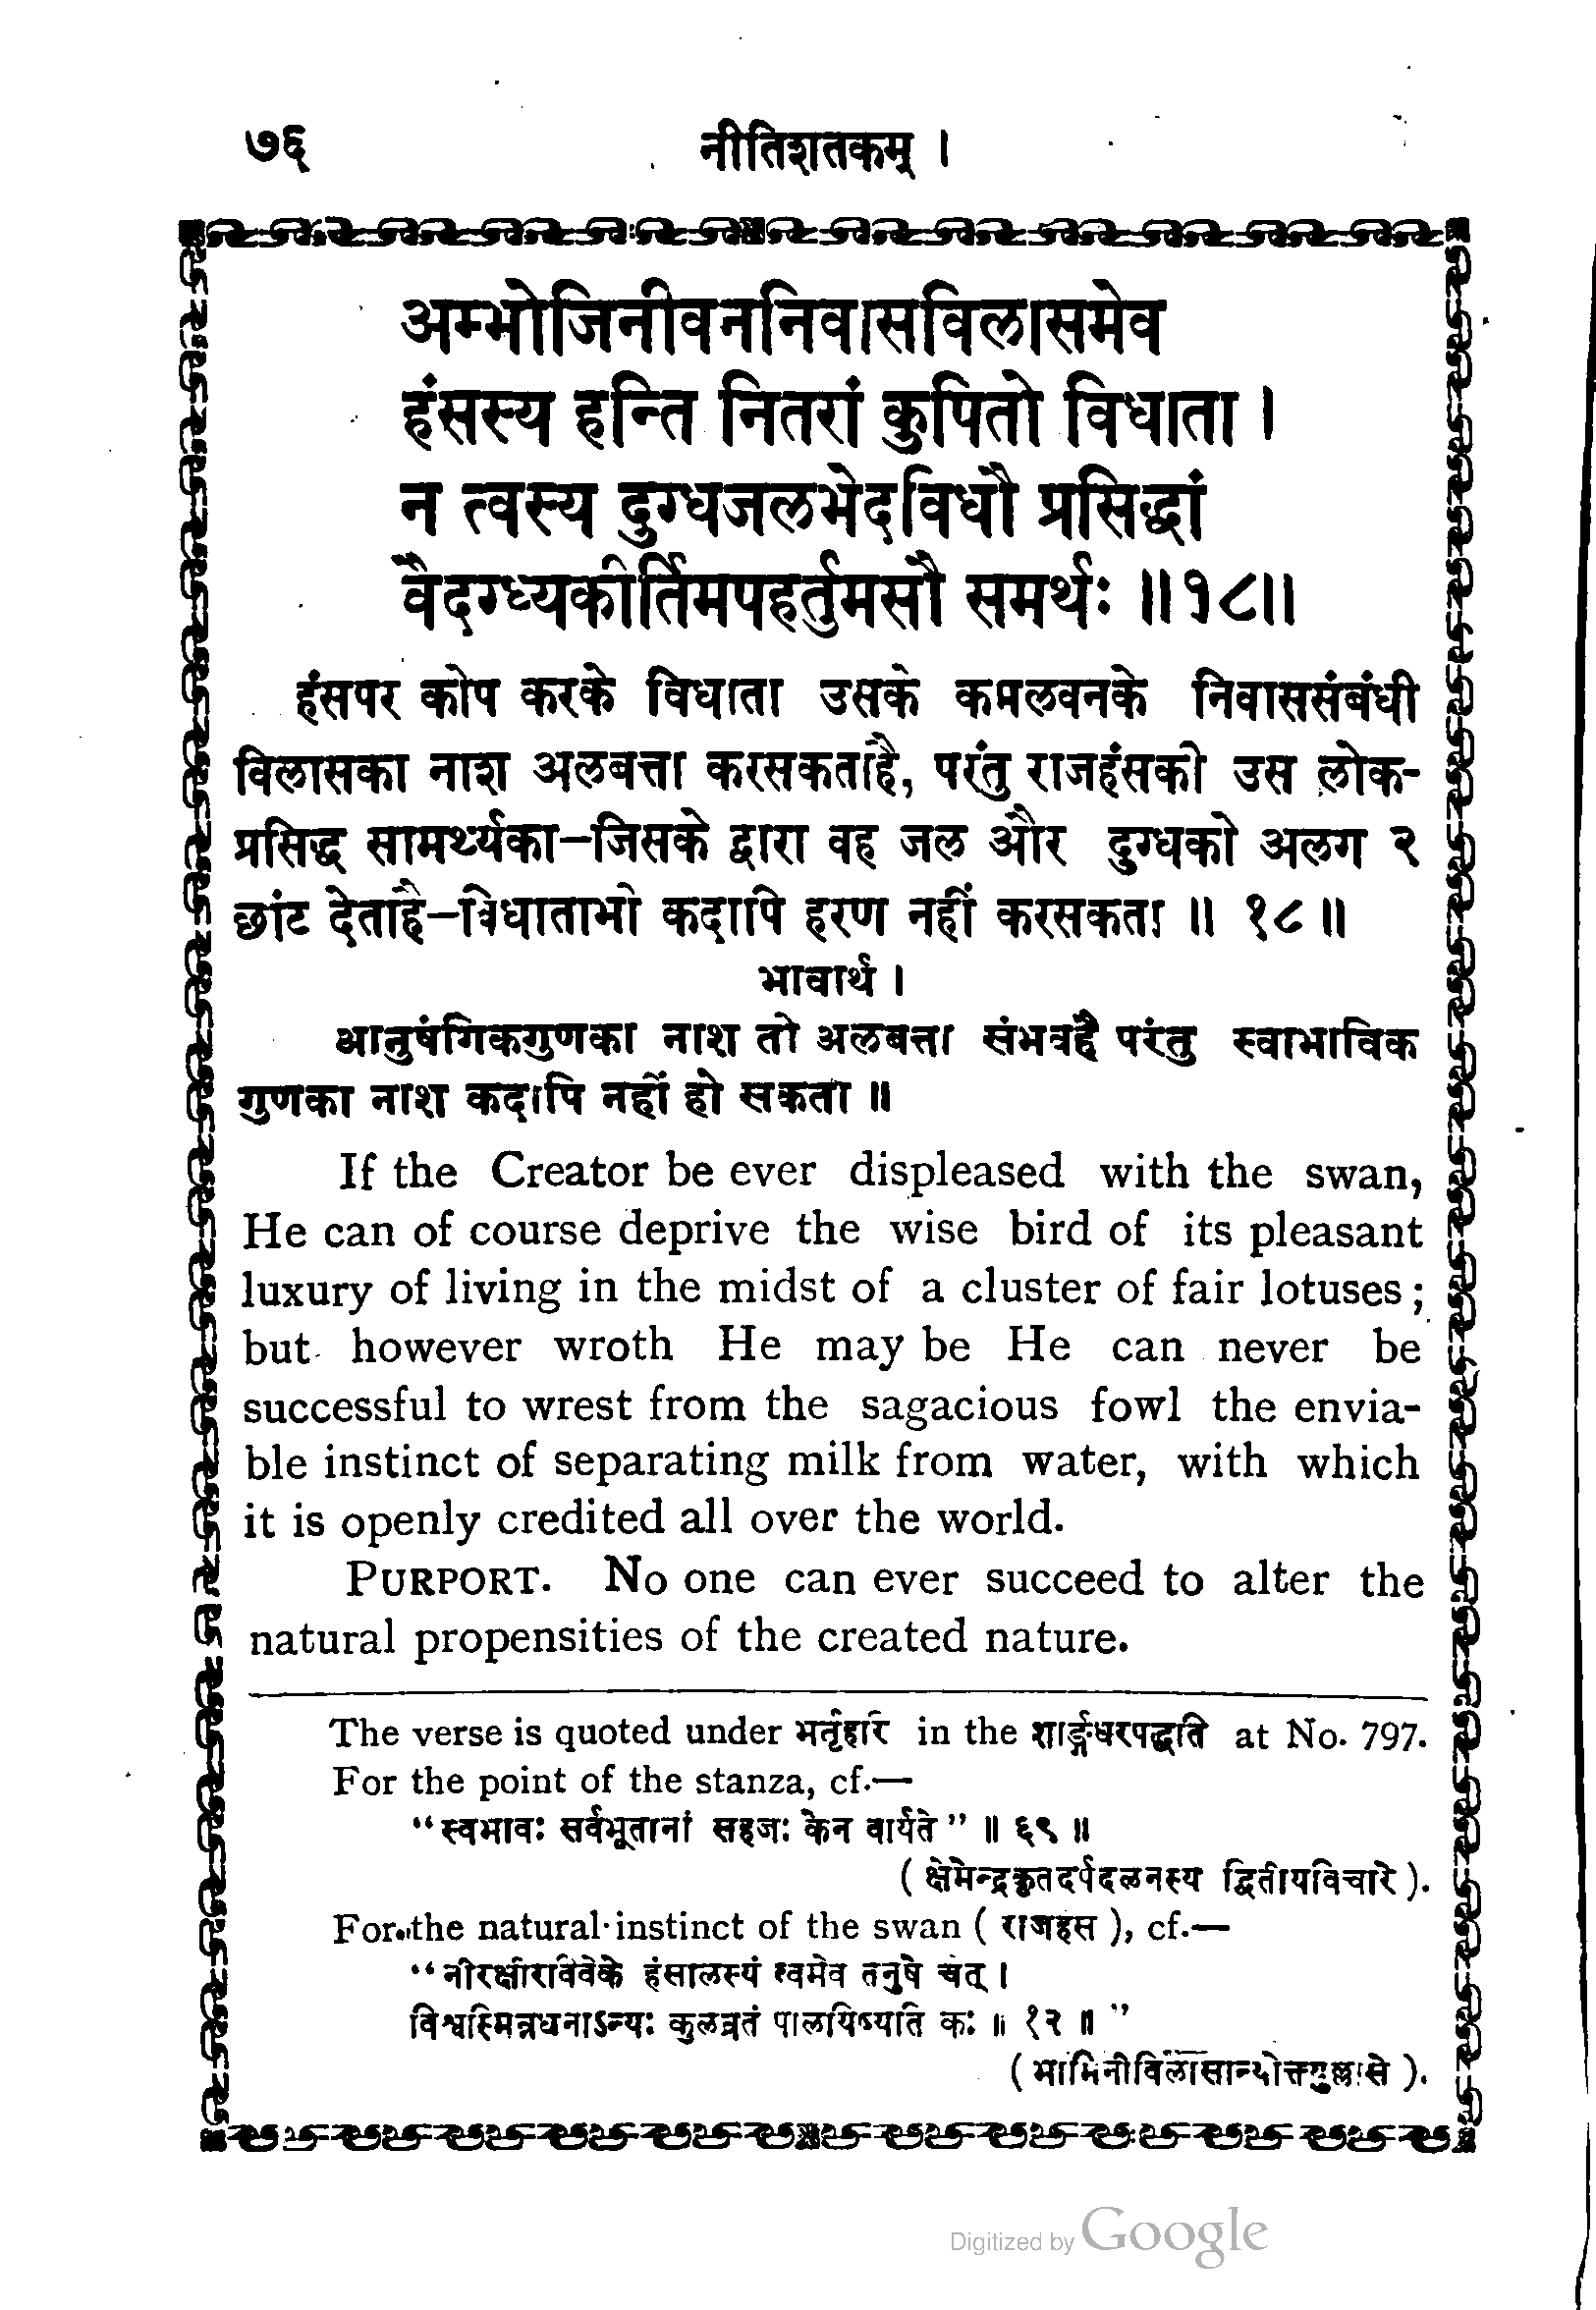 ७६
नीतिशतकम् ।
अम्भोजिनीवननिवासविलासमेव
हंसस्य हन्ति नितरां कुपितो विधाता ।
न त्वस्य दुग्धजलभेदविधौ प्रसिद्धां
वैदग्ध्यकीर्तिमपहर्तुमसौ समर्थः ॥१८॥
हंसपर कोप करके विधाता उसके कमलवनके निवाससंबंधी
विलासका नाश अलबत्ता करसकताहै, परंतु राजहंसकी उस लोक-
प्रसिद्ध सामर्थ्यका–जिसके द्वारा वह जल और दुग्धको अलग २
छांट देताहै–विधाताभी कदापि हरण नहीं करसकता ॥ १८ ॥
भावार्थ ।
आनुषंगिकगुणका नाश तो अलबत्ता संभवहै परंतु स्वाभाविक
गुणका नाश कदापि नहीं हो सकता ॥
If the Creator be ever displeased with the swan,
He can of course deprive the wise bird of its pleasant
luxury of living in the midst of a cluster of fair lotuses;
but however wroth He may be He can never be
successful to wrest from the sagacious fowl the envia-
ble instinct of separating milk from water, with which
it is openly credited all over the world.
PURPORT. No one can ever succeed to alter the
natural propensities of the created nature.
The verse is quoted under भर्तृहरि in the शार्ङ्गधरपद्धति at No. 797.
For the point of the stanza, cf.—
"स्वभावः सर्वभूतानां सहजः केन वार्यते" ॥ ६९ ॥
( क्षेमेन्द्रकृतदर्पदलनस्य द्वितीयविचारे ).
For the natural instinct of the swan ( राजहंस ), cf.—
"नीरक्षीरविवेके हंसालस्यं त्वमेव तनुषे चेत् ।
विश्वस्मिन्नधुनाऽन्यः कुलव्रतं पालयिष्यति कः ॥ १२ ॥"
( भामिनीविलासान्योक्तयुल्लासे ).
Digitized by Google